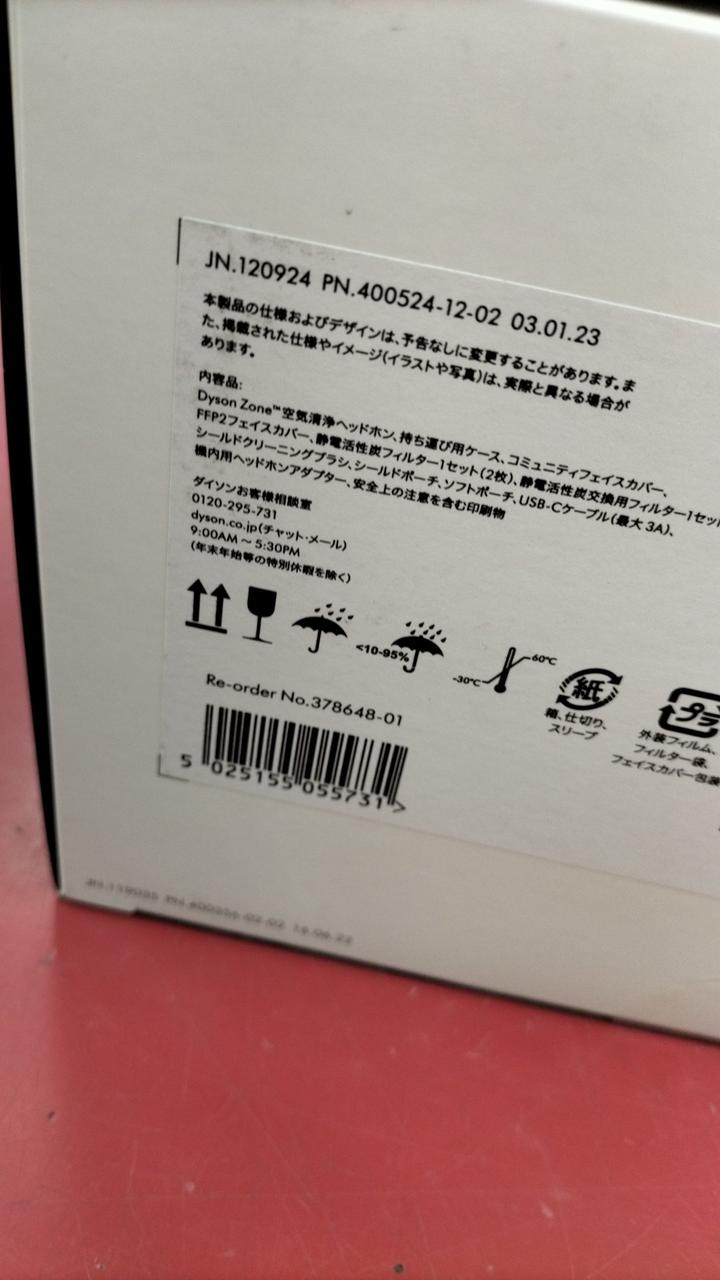 JN.120924 PN.400524-12-02 03.01.23
本製品の仕様およびデザインは、予告なしに変更することがあります。ま
た、掲載された仕様やイメージ(イラストや写真)は、実際と異なる場合が
あります。
内容品:
Dyson Zone™空気清浄ヘッドホン、持ち運び用ケース、コミュニティフェイスカバー、
FFP2フェイスカバー、静電活性炭フィルター1セット(2枚)、静電活性炭交換用フィルター1セッ
シールドクリーニングブラシ、シールドポーチ、ソフトポーチ、USB-Cケーブル(最大 3A)、
機内用ヘッドホンアダプター、安全上の注意を含む印刷物
ダイソンお客様相談室
0120-295-731
dyson.co.jp(チャット・メール)
9:00AM ~ 5:30PM
(年末年始等の特別休暇を除く)
<10-95%
-30°C
60°C
紙
箱、仕切り、
スリーブ
プラ
外装フィルム、
フィルター袋、
フェイスカバー包装
Re-order No.378648-01
5 025155 055731 >